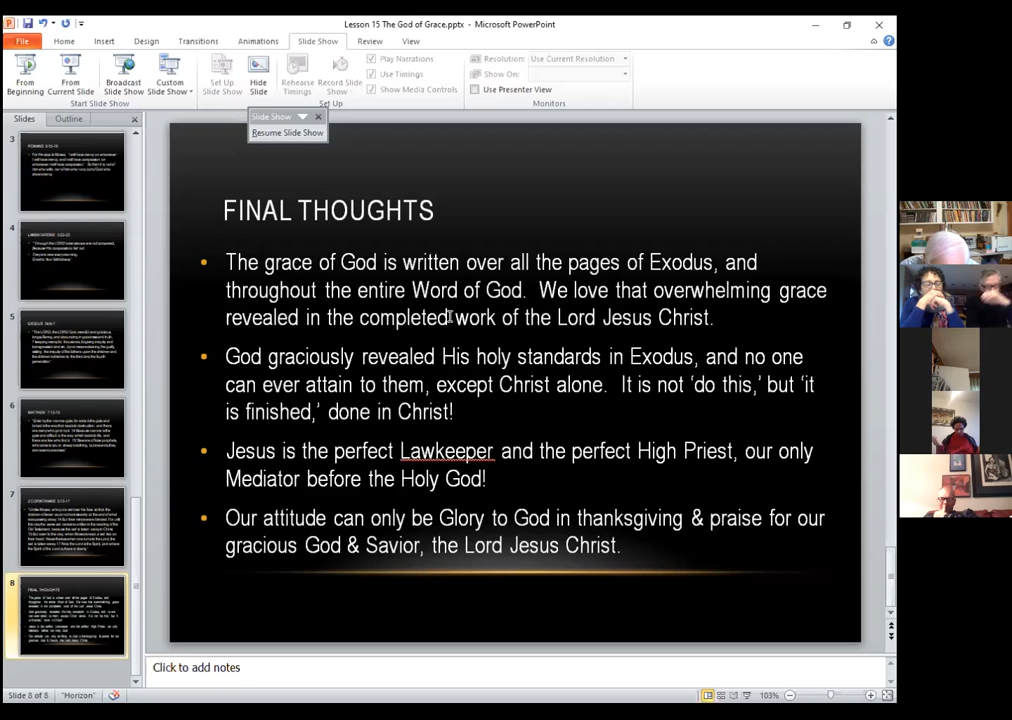 Lesson 15 The God of Grace.pptx - Microsoft PowerPoint
File Home Insert Design Transitions Animations Slide Show Review View
From Beginning
From Current Slide
Broadcast Slide Show
Custom Slide Show
Start Slide Show
Set Up Slide Show
Hide Slide
Rehearse Timings
Record Slide Show
Play Narrations
Use Timings
Show Media Controls
Set Up
Resolution: Use Current Resolution
Show On:
Use Presenter View
Monitors
Slide Show
Resume Slide Show
Slides Outline
3
4
5
6
7
8
FINAL THOUGHTS
The grace of God is written over all the pages of Exodus, and
throughout the entire Word of God. We love that overwhelming grace
revealed in the completed work of the Lord Jesus Christ.
God graciously revealed His holy standards in Exodus, and no one
can ever attain to them, except Christ alone. It is not ‘do this,’ but ‘it
is finished,’ done in Christ!
Jesus is the perfect Lawkeeper and the perfect High Priest, our only
Mediator before the Holy God!
Our attitude can only be Glory to God in thanksgiving & praise for our
gracious God & Savior, the Lord Jesus Christ.
Click to add notes
Slide 8 of 8 "Horizon" 103%